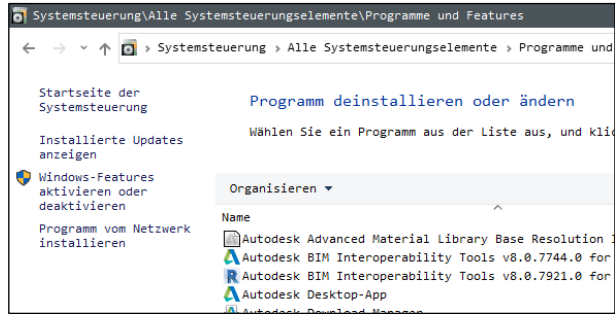 Systemsteuerung\Alle Systemsteuerungselemente\Programme und Features
Systemsteuerung › Alle Systemsteuerungselemente › Programme und
Startseite der
Systemsteuerung
Installierte Updates
anzeigen
Windows-Features
aktivieren oder
deaktivieren
Programm vom Netzwerk
installieren
Programm deinstallieren oder ändern
Wählen Sie ein Programm aus der Liste aus, und
Organisieren
Name
Autodesk Advanced Material Library Base Resolution
Autodesk BIM Interoperability Tools v8.0.7744.0 for
Autodesk BIM Interoperability Tools v8.0.7921.0 for
Autodesk Desktop-App
Autodesk Download Manager